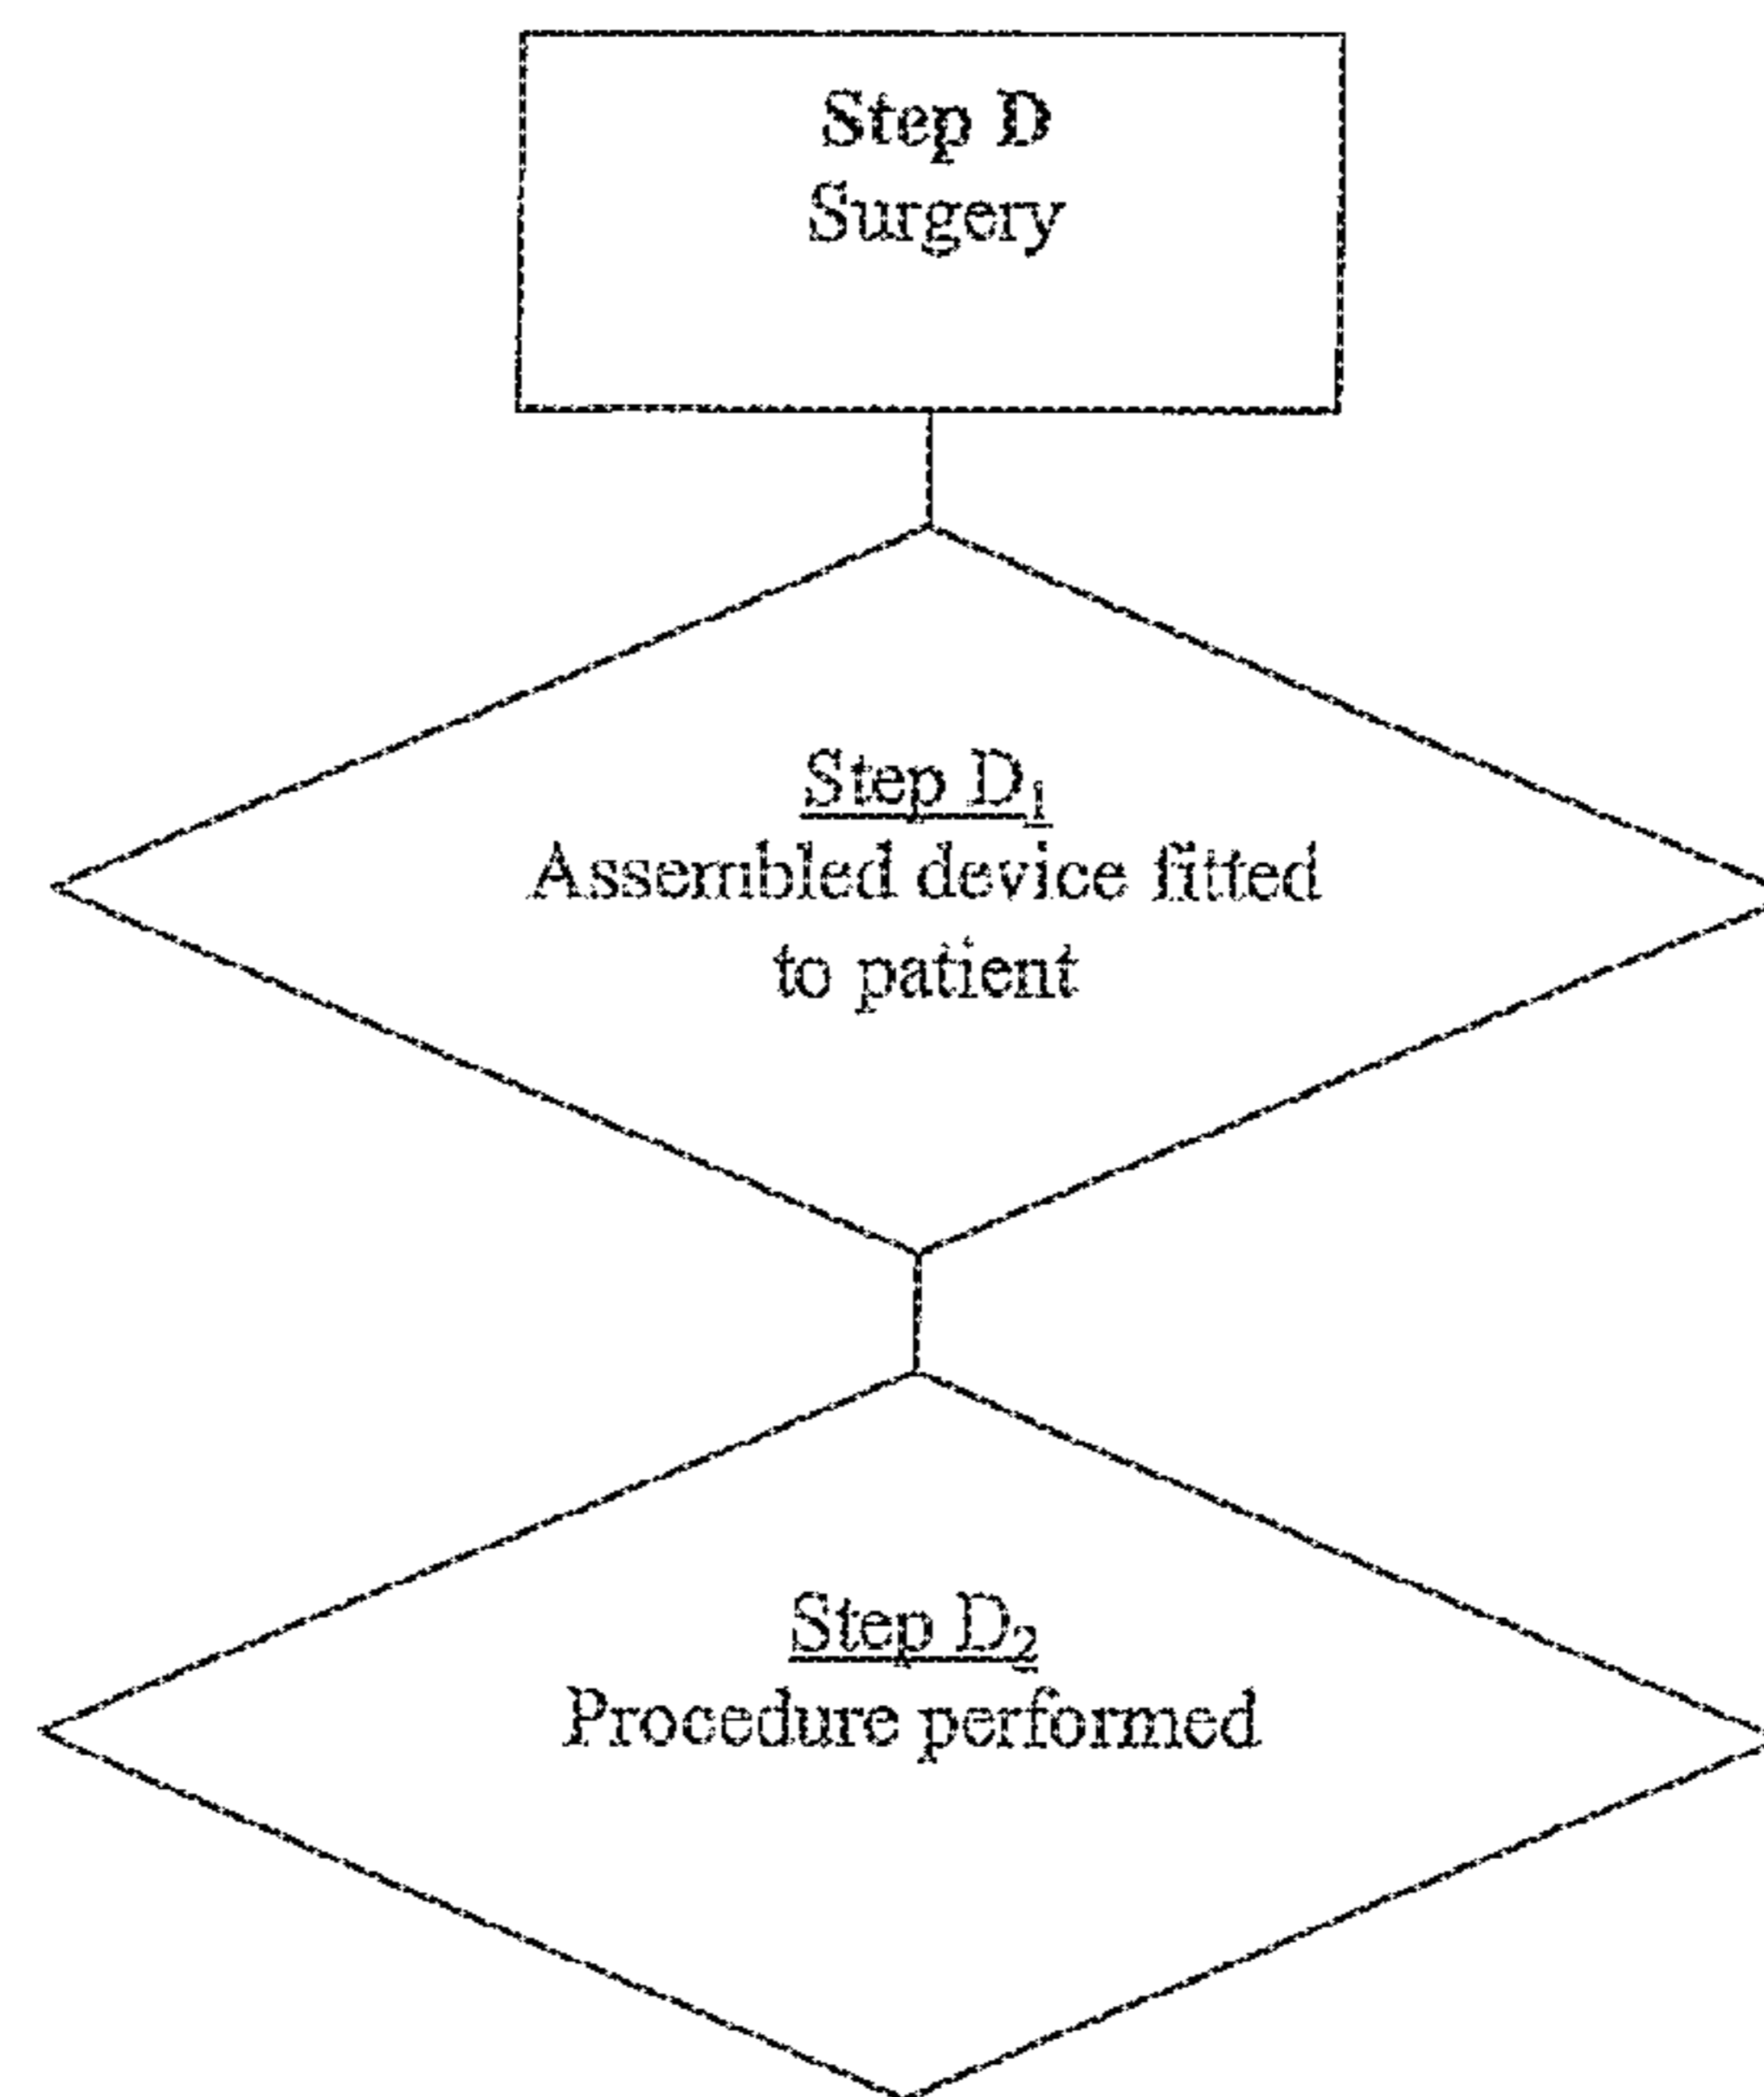 Step D
Surgery
Step D₁
Assembled device fitted
to patient
Step D₂
Procedure performed